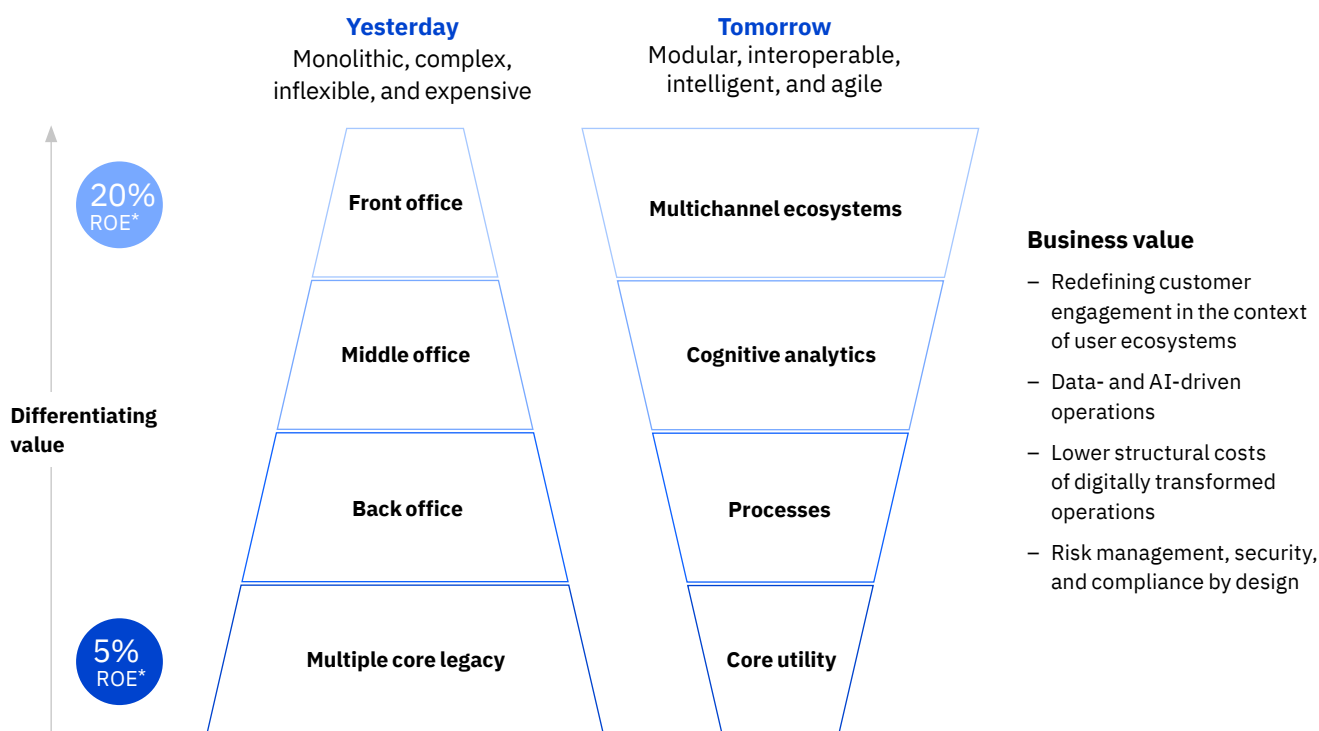 Yesterday
Monolithic, complex,
inflexible, and expensive
Tomorrow
Modular, interoperable,
intelligent, and agile
20%
ROE*
Differentiating
value
5%
ROE*
Front office
Middle office
Back office
Multiple core legacy
Multichannel ecosystems
Cognitive analytics
Processes
Core utility
Business value
– Redefining customer
engagement in the context
of user ecosystems
– Data- and AI-driven
operations
– Lower structural costs
of digitally transformed
operations
– Risk management, security,
and compliance by design